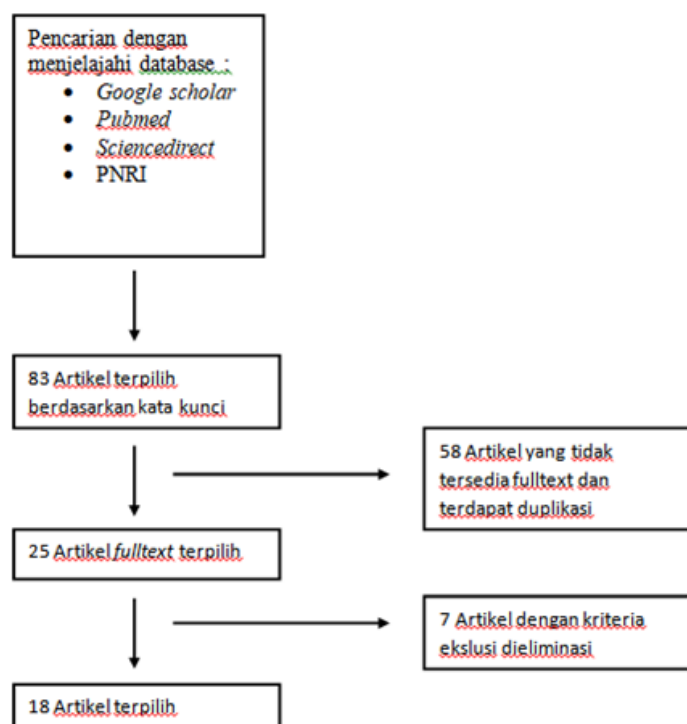 Pencarian dengan
menjelajahi database :
• Google scholar
• Pubmed
• Sciencedirect
• PNRI
83 Artikel terpilih
berdasarkan kata kunci
58 Artikel yang tidak
tersedia fulltext dan
terdapat duplikasi
25 Artikel fulltext terpilih
7 Artikel dengan kriteria
ekslusi dieliminasi
18 Artikel terpilih